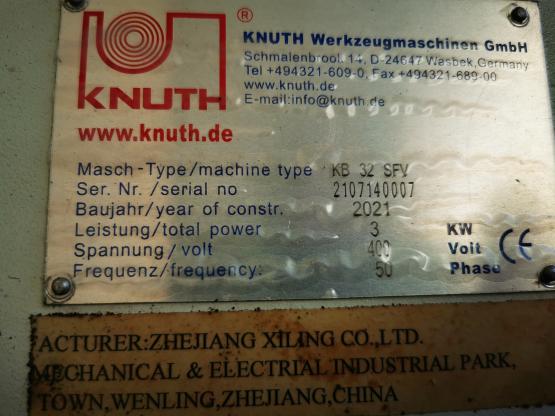 ®
KNUTH
KNUTH Werkzeugmaschinen GmbH
Schmalenbrook 14, D-24647 Wasbek, Germany
Tel +494321-609-0, Fax +494321-689-00
www.knuth.de
E-mail:info@knuth.de
www.knuth.de
Masch-Type/machine type KB 32 SFV
Ser. Nr. /serial no 2107140007
Baujahr/year of constr. 2021
Leistung/total power 3 KW
Spannung/volt 400 Volt
Frequenz/frequency: 50 Phase
CE
ACTURER:ZHEJIANG XILING CO.,LTD.
MECHANICAL & ELECTRIAL INDUSTRIAL PARK,
TOWN,WENLING,ZHEJIANG,CHINA